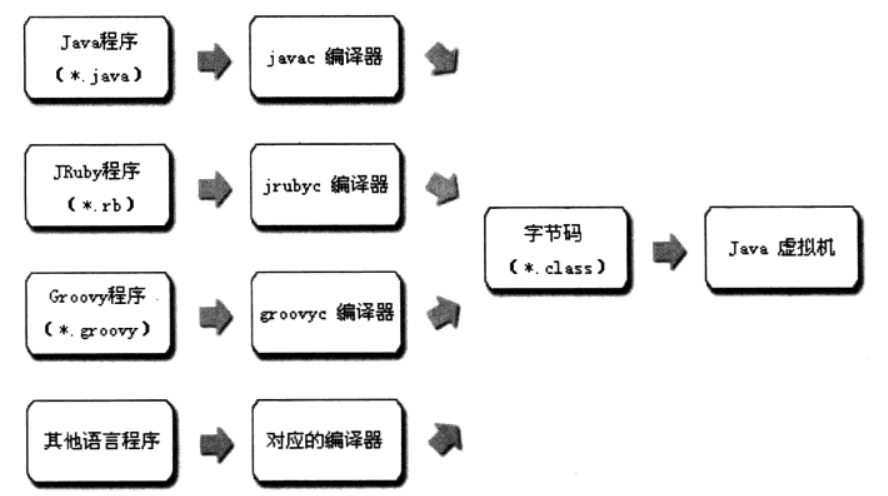 Java程序
(*.java)
javac 编译器
JRuby程序
(*.rb)
jrubyc 编译器
字节码
(*.class)
Java 虚拟机
Groovy程序
(*.groovy)
groovyc 编译器
其他语言程序
对应的编译器